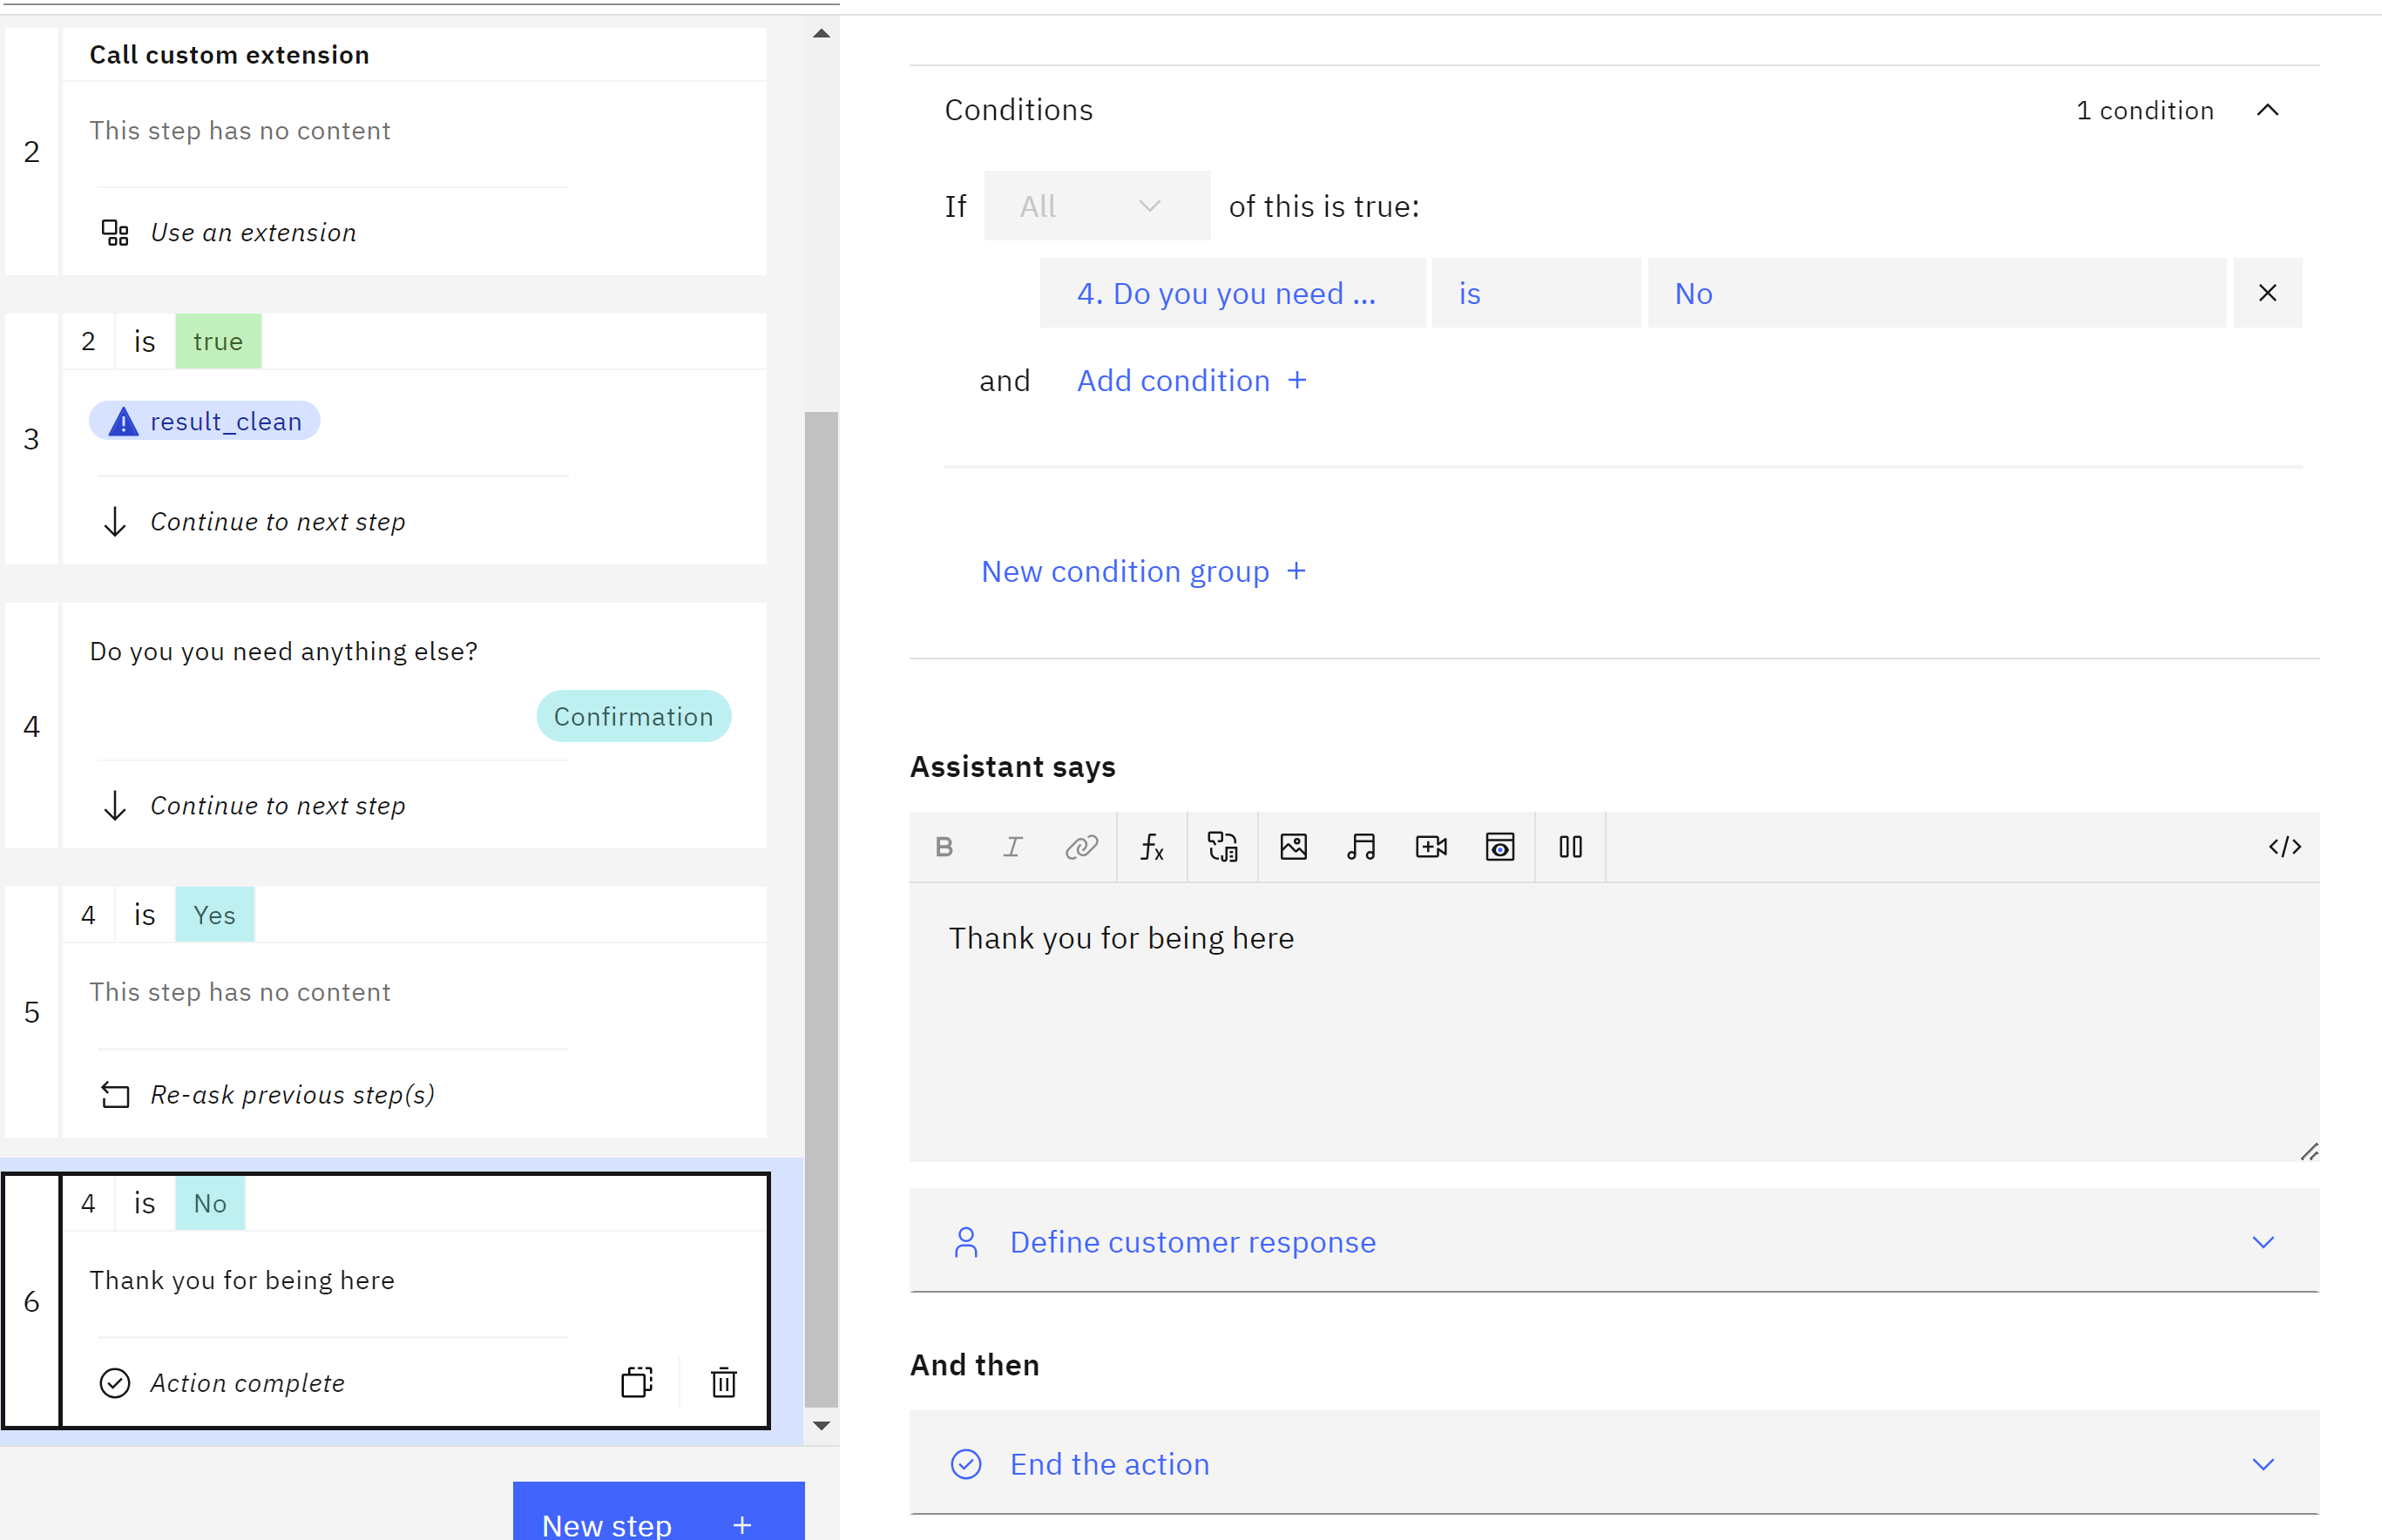 Call custom extension
2
This step has no content
Use an extension
2 is true
3
result_clean
Continue to next step
Do you you need anything else?
4
Confirmation
Continue to next step
4 is Yes
5
This step has no content
Re-ask previous step(s)
4 is No
6
Thank you for being here
Action complete
New step +
Conditions 1 condition
If All of this is true:
4. Do you you need ... is No
and Add condition +
New condition group +
Assistant says
B I fx </>
Thank you for being here
Define customer response
And then
End the action